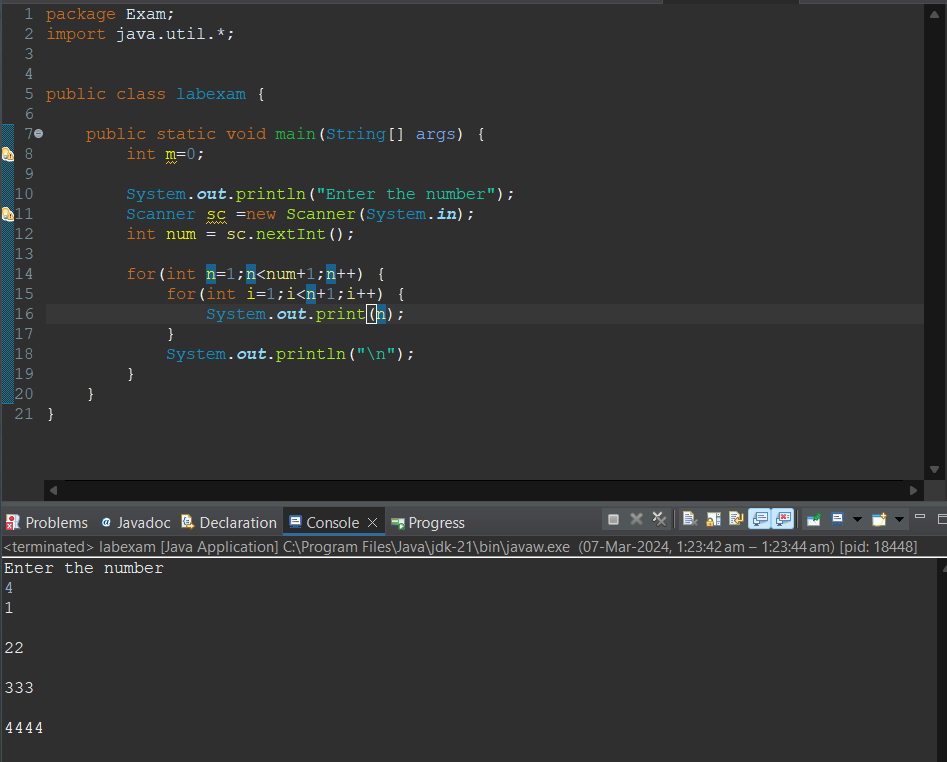 1 package Exam;
2 import java.util.*;
3
4
5 public class labexam {
6
7 public static void main(String[] args) {
8 int m=0;
9
10 System.out.println("Enter the number");
11 Scanner sc =new Scanner(System.in);
12 int num = sc.nextInt();
13
14 for(int n=1;n<num+1;n++) {
15 for(int i=1;i<n+1;i++) {
16 System.out.print(n);
17 }
18 System.out.println("\n");
19 }
20 }
21 }
Problems @ Javadoc Declaration Console Progress
<terminated> labexam [Java Application] C:\Program Files\Java\jdk-21\bin\javaw.exe (07-Mar-2024, 1:23:42 am – 1:23:44 am) [pid: 18448]
Enter the number
4
1
22
333
4444